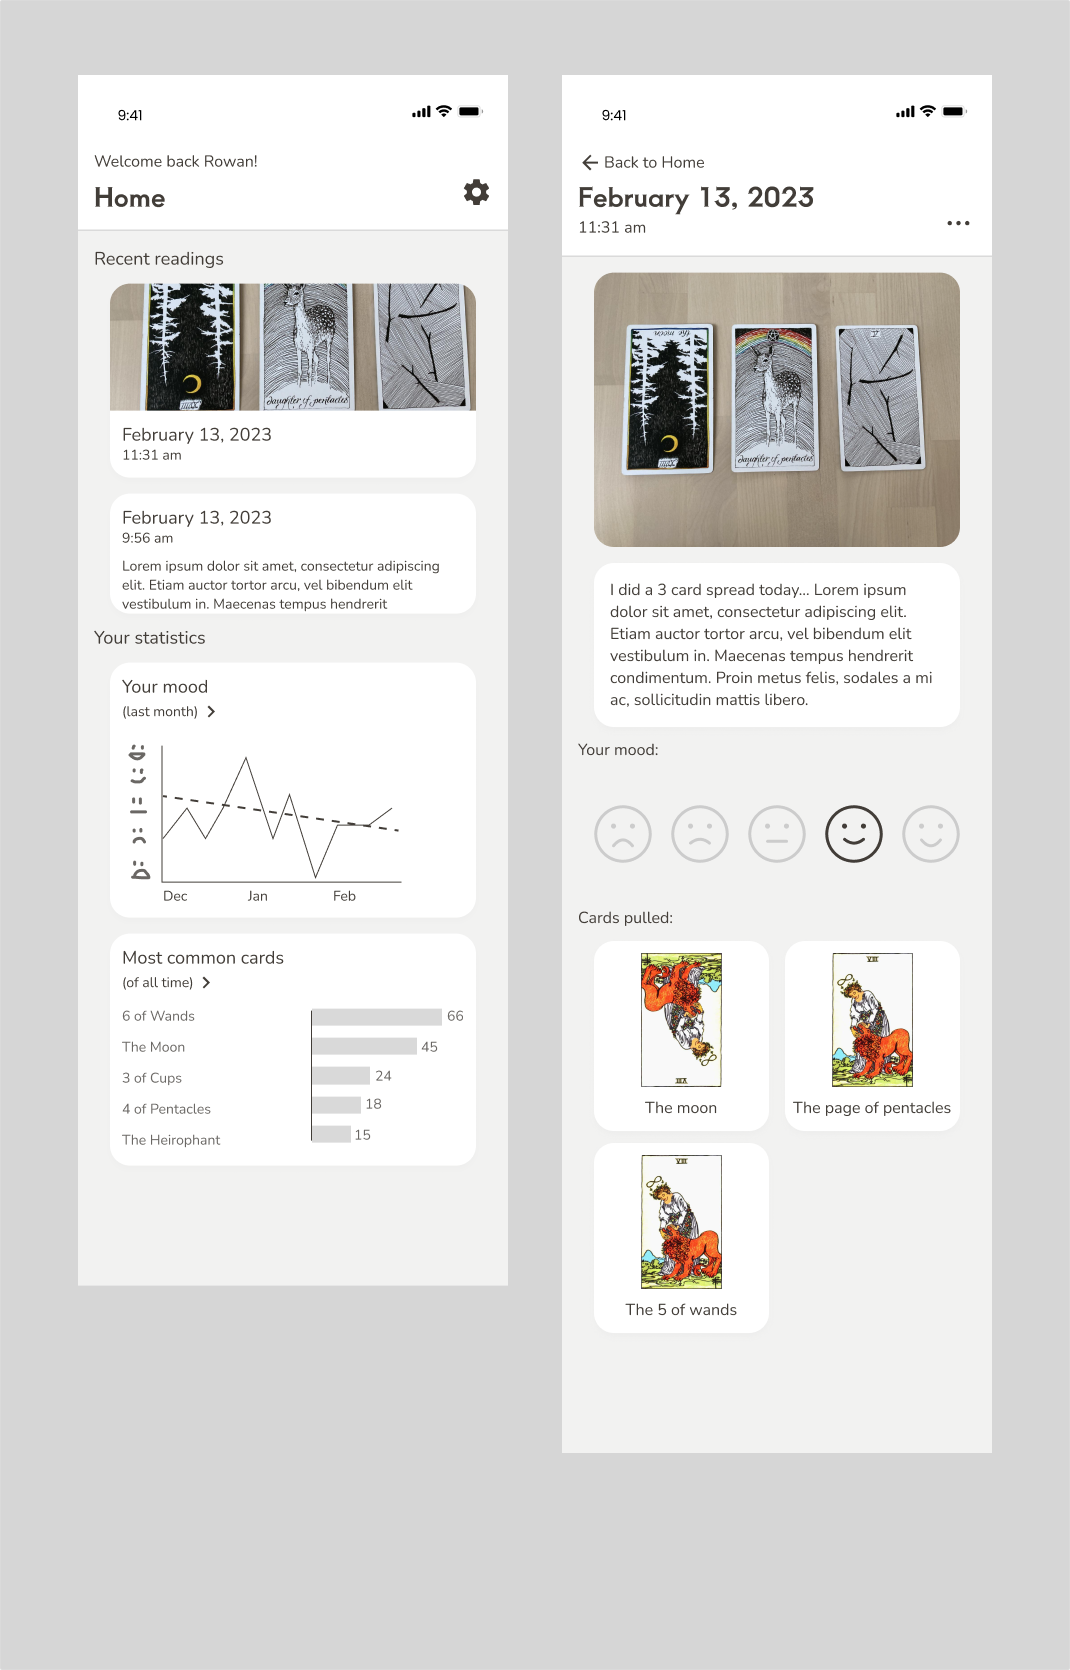 9:41
Welcome back Rowan!
Home
Recent readings
daughter of pentacles
February 13, 2023
11:31 am
February 13, 2023
9:56 am
Lorem ipsum dolor sit amet, consectetur adipiscing
elit. Etiam auctor tortor arcu, vel bibendum elit
vestibulum in. Maecenas tempus hendrerit
Your statistics
Your mood
(last month)
Dec Jan Feb
Most common cards
(of all time)
6 of Wands 66
The Moon 45
3 of Cups 24
4 of Pentacles 18
The Heirophant 15
9:41
Back to Home
February 13, 2023
11:31 am
the moon
V
daughter of pentacles
I did a 3 card spread today... Lorem ipsum
dolor sit amet, consectetur adipiscing elit.
Etiam auctor tortor arcu, vel bibendum elit
vestibulum in. Maecenas tempus hendrerit
condimentum. Proin metus felis, sodales a mi
ac, sollicitudin mattis libero.
Your mood:
Cards pulled:
VIII
The moon
VIII
The page of pentacles
VIII
The 5 of wands